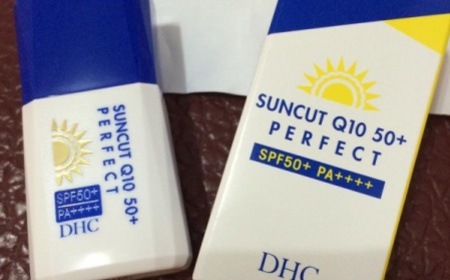 SUNCUT Q10 50+
PERFECT
SPF50+
PA++++
DHC
SUNCUT Q10 50+
PERFECT
SPF50+ PA++++
DHC